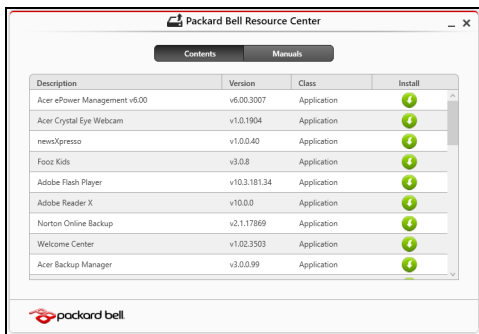 Packard Bell Resource Center
Contents Manuals
Description Version Class Install
Acer ePower Management v6.00 v6.00.3007 Application
Acer Crystal Eye Webcam v1.0.1904 Application
newsXpresso v1.0.0.40 Application
Fooz Kids v3.0.8 Application
Adobe Flash Player v10.3.181.34 Application
Adobe Reader X v10.0.0 Application
Norton Online Backup v2.1.17869 Application
Welcome Center v1.02.3503 Application
Acer Backup Manager v3.0.0.99 Application
packard bell